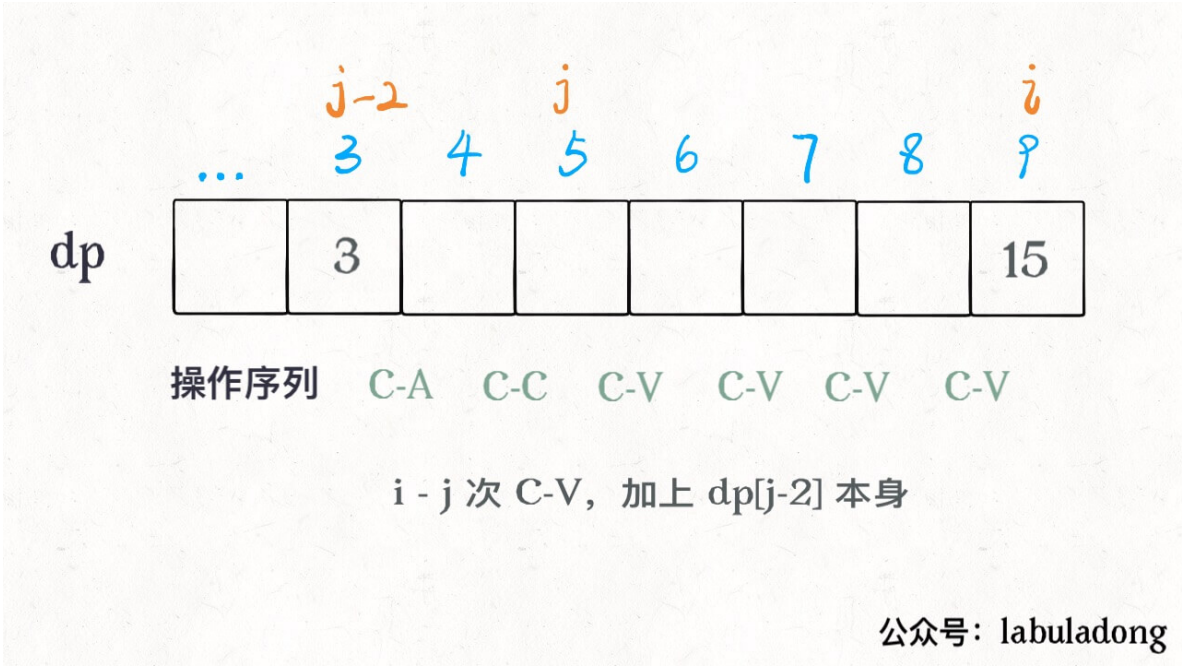 j-2 j i
... 3 4 5 6 7 8 9
dp 3 15
操作序列 C-A C-C C-V C-V C-V C-V
i - j 次 C-V，加上 dp[j-2] 本身
公众号：labuladong